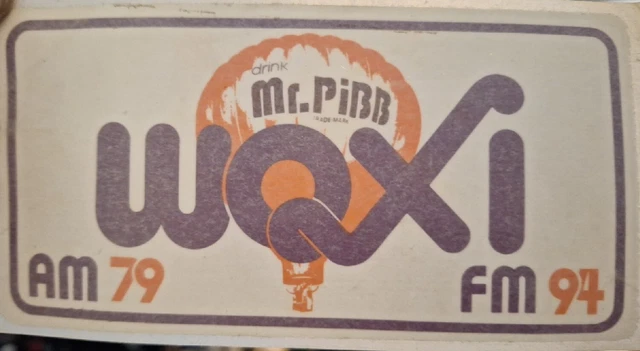 drink
Mr. PiBB
TRADE MARK
WQXI
AM 79
FM 94